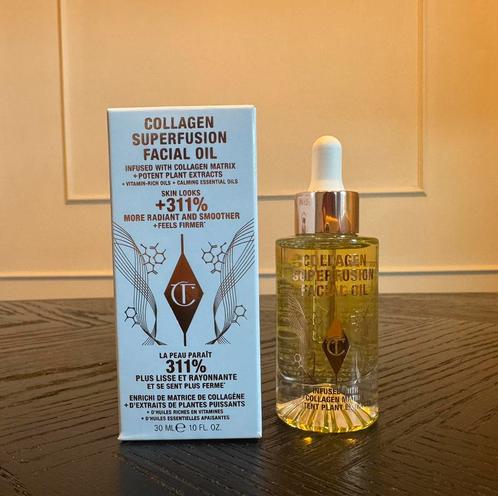 COLLAGEN
SUPERFUSION
FACIAL OIL
INFUSED WITH COLLAGEN MATRIX
+POTENT PLANT EXTRACTS
+ VITAMIN-RICH OILS + CALMING ESSENTIAL OILS
SKIN LOOKS
+311%
MORE RADIANT AND SMOOTHER
+FEELS FIRMER*
CT
LA PEAU PARAÎT
311%
PLUS LISSE ET RAYONNANTE
ET SE SENT PLUS FERME*
ENRICHI DE MATRICE DE COLLAGÈNE
+D'EXTRAITS DE PLANTES PUISSANTS
+ D'HUILES RICHES EN VITAMINES
+ D'HUILES ESSENTIELLES APAISANTES
30 ML ℮ 1.0 FL. OZ.
COLLAGEN
SUPERFUSION
FACIAL OIL
CT
INFUSED WITH
COLLAGEN MATRIX
POTENT PLANT